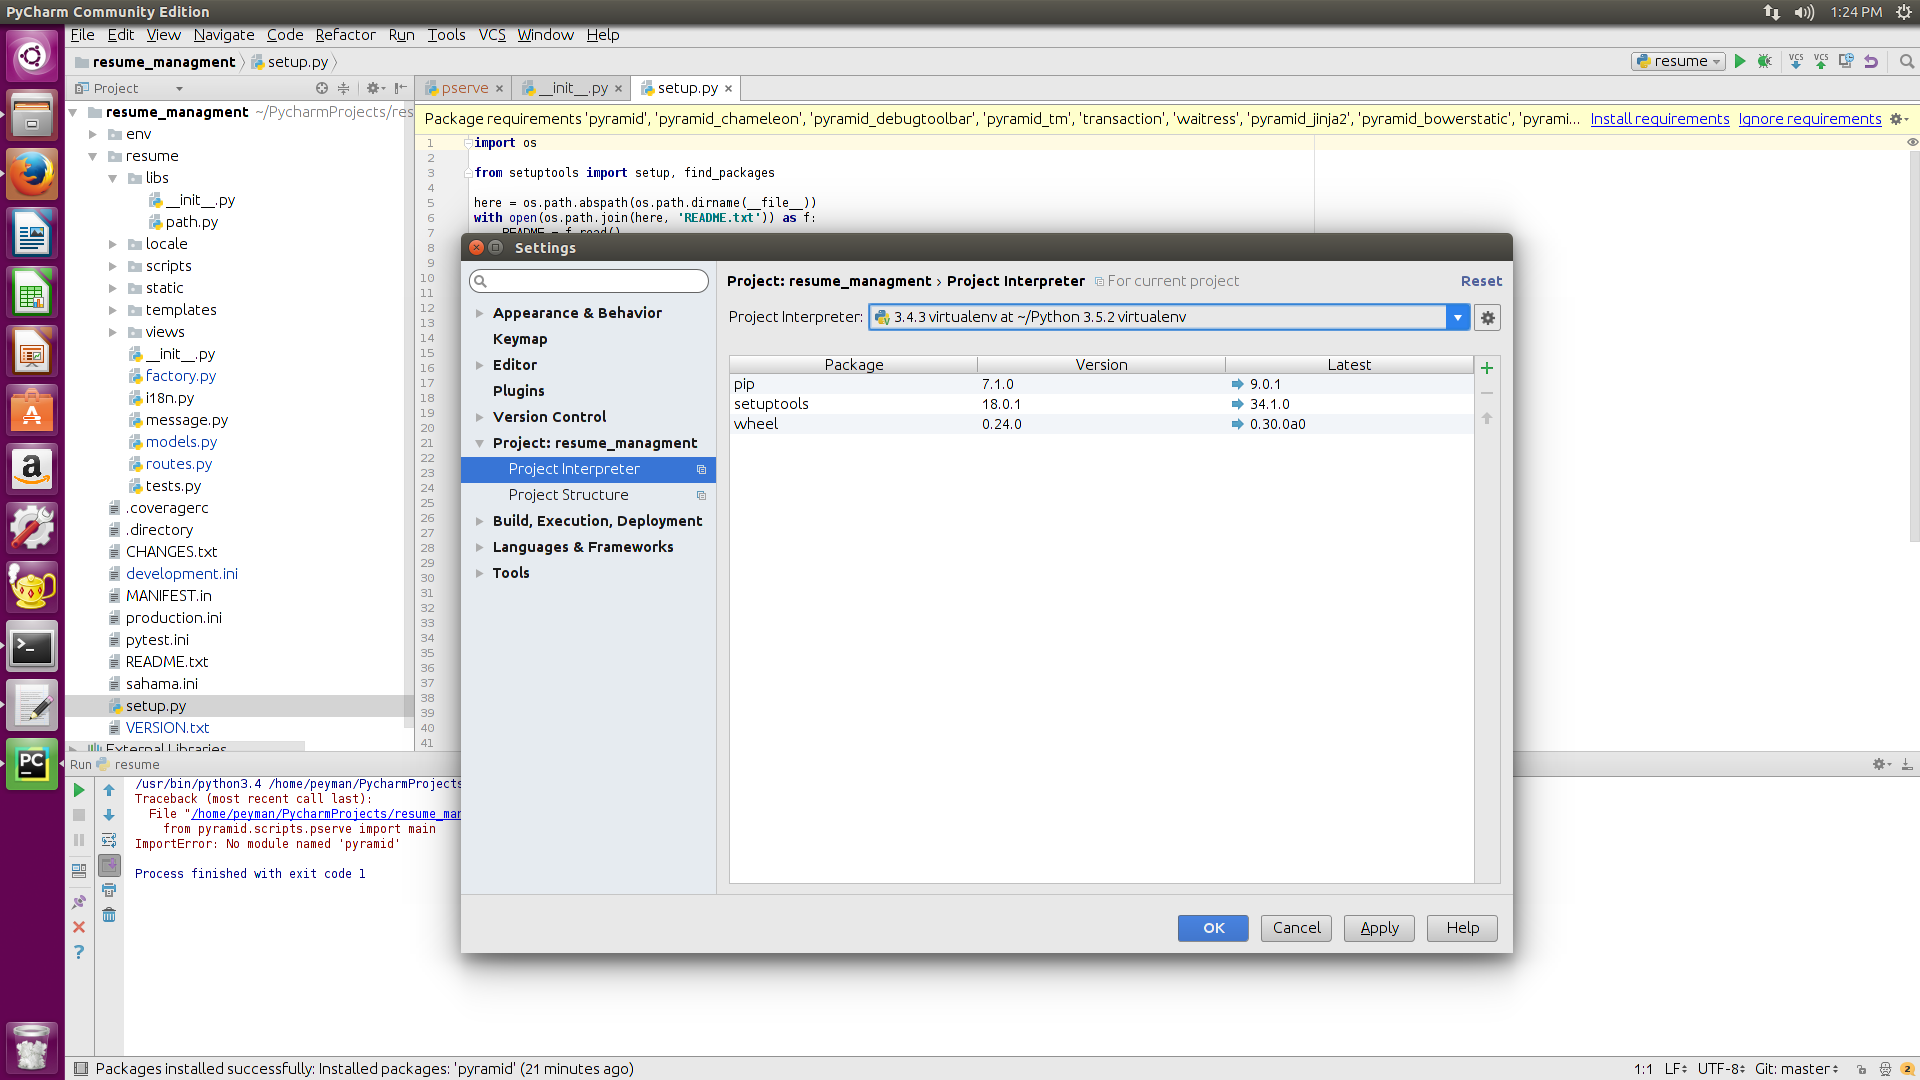 PyCharm Community Edition
1:24 PM
File Edit View Navigate Code Refactor Run Tools VCS Window Help
resume_managment
setup.py
resume
VCS VCS
Project
pserve
__init__.py
setup.py
resume_managment ~/PycharmProjects/res
Package requirements 'pyramid', 'pyramid_chameleon', 'pyramid_debugtoolbar', 'pyramid_tm', 'transaction', 'waitress', 'pyramid_jinja2', 'pyramid_bowerstatic', 'pyrami... Install requirements Ignore requirements
env
resume
libs
__init__.py
path.py
locale
scripts
static
templates
views
__init__.py
factory.py
i18n.py
message.py
models.py
routes.py
tests.py
.coveragerc
.directory
CHANGES.txt
development.ini
MANIFEST.in
production.ini
pytest.ini
README.txt
sahama.ini
setup.py
VERSION.txt
External Libraries
1 import os
2
3 from setuptools import setup, find_packages
4
5 here = os.path.abspath(os.path.dirname(__file__))
6 with open(os.path.join(here, 'README.txt')) as f:
7 README = f.read()
8
9
10
11
12
13
14
15
16
17
18
19
20
21
22
23
24
25
26
27
28
29
30
31
32
33
34
35
36
37
38
39
40
41
Settings
Appearance & Behavior
Keymap
Editor
Plugins
Version Control
Project: resume_managment
Project Interpreter
Project Structure
Build, Execution, Deployment
Languages & Frameworks
Tools
Project: resume_managment › Project Interpreter For current project Reset
Project Interpreter: 3.4.3 virtualenv at ~/Python 3.5.2 virtualenv
Package Version Latest
pip 7.1.0 9.0.1
setuptools 18.0.1 34.1.0
wheel 0.24.0 0.30.0a0
OK Cancel Apply Help
Run resume
/usr/bin/python3.4 /home/peyman/PycharmProjects
Traceback (most recent call last):
File "/home/peyman/PycharmProjects/resume_man
from pyramid.scripts.pserve import main
ImportError: No module named 'pyramid'
Process finished with exit code 1
PC
Packages installed successfully: Installed packages: 'pyramid' (21 minutes ago)
1:1 LF UTF-8 Git: master 2